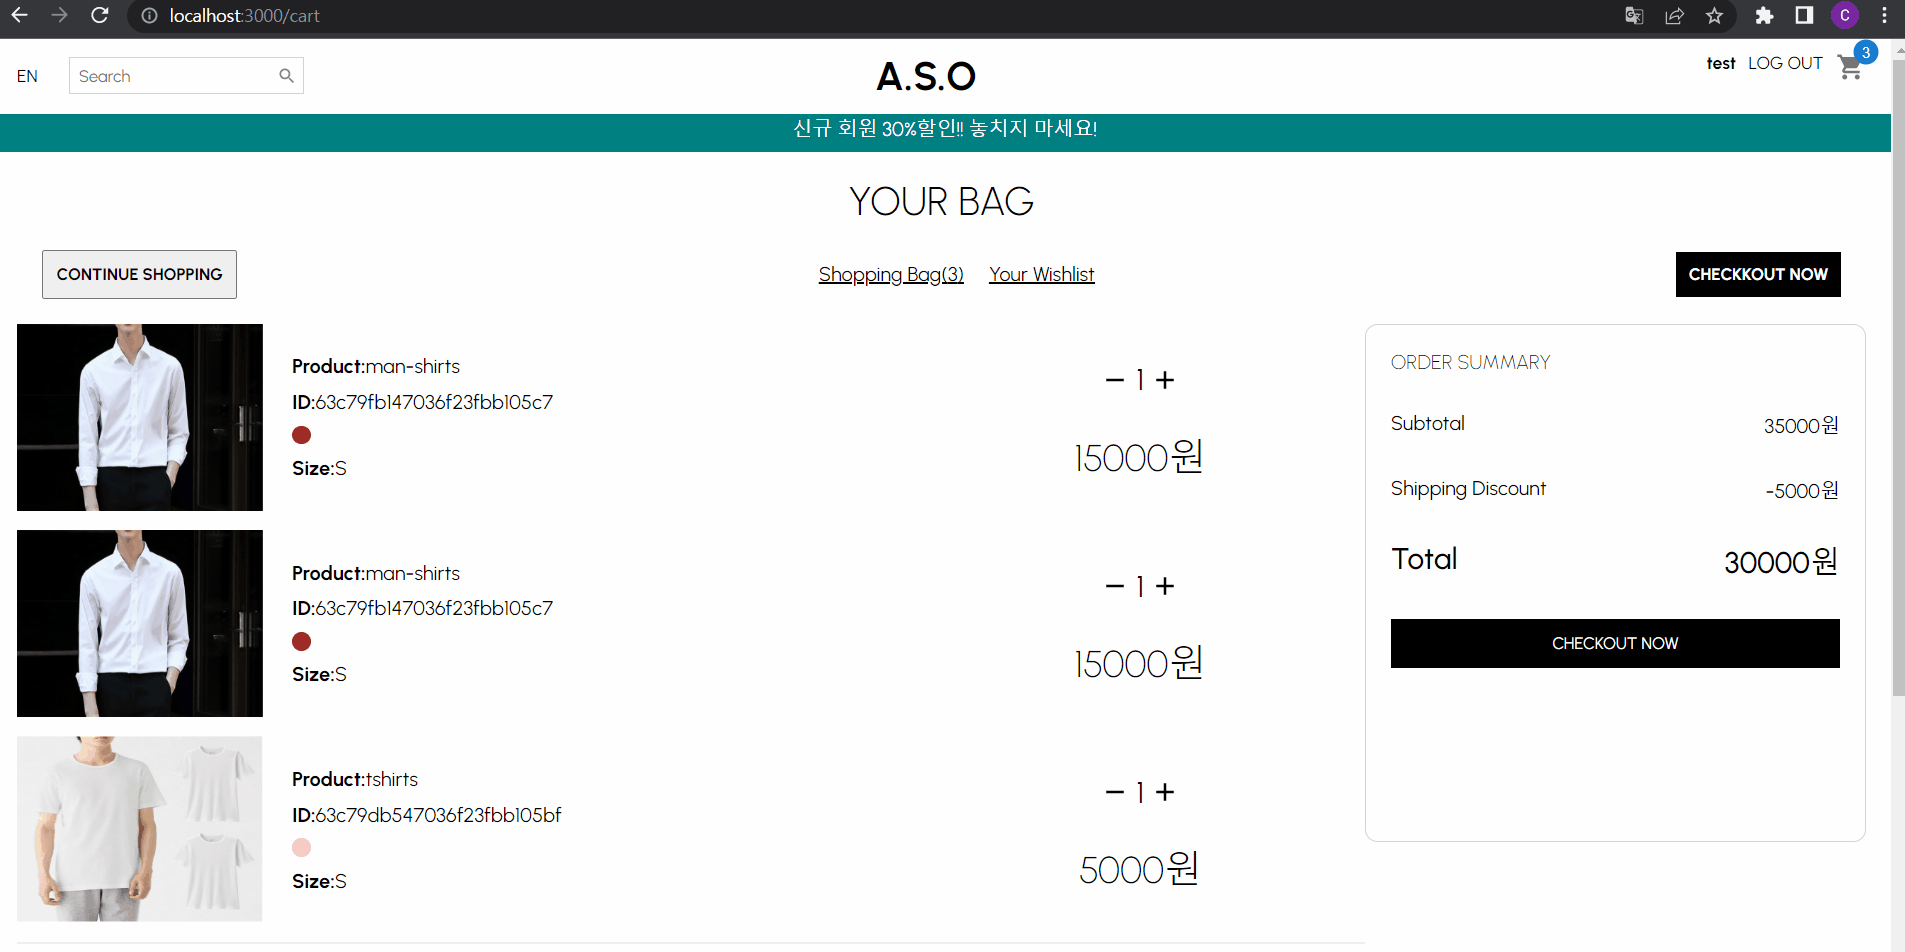 localhost:3000/cart
C
EN
Search
A.S.O
test LOG OUT
3
신규 회원 30%할인!! 놓치지 마세요!
YOUR BAG
CONTINUE SHOPPING
Shopping Bag(3) Your Wishlist
CHECKKOUT NOW
Product:man-shirts
ID:63c79fb147036f23fbb105c7
Size:S
1
15000원
Product:man-shirts
ID:63c79fb147036f23fbb105c7
Size:S
1
15000원
Product:tshirts
ID:63c79db547036f23fbb105bf
Size:S
1
5000원
ORDER SUMMARY
Subtotal 35000원
Shipping Discount -5000원
Total 30000원
CHECKOUT NOW